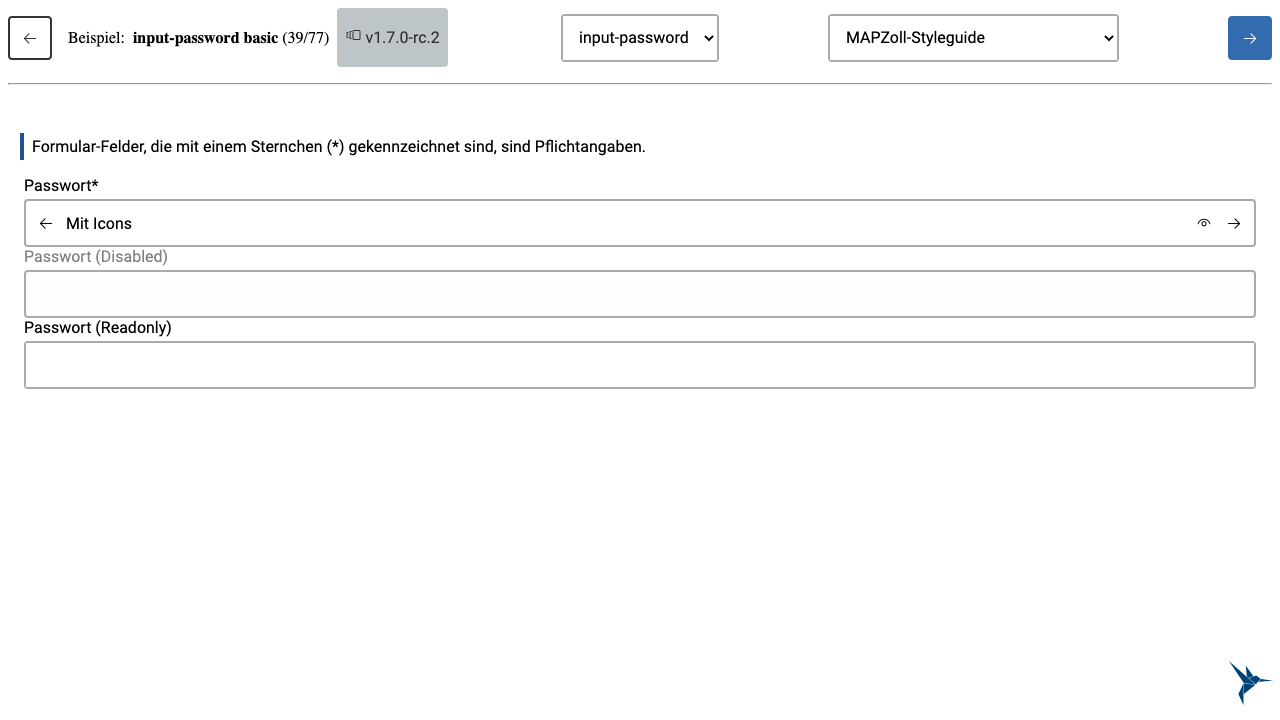 Beispiel: input-password basic (39/77) v1.7.0-rc.2 input-password MAPZoll-Styleguide
Formular-Felder, die mit einem Sternchen (*) gekennzeichnet sind, sind Pflichtangaben.
Passwort*
Mit Icons
Passwort (Disabled)
Passwort (Readonly)